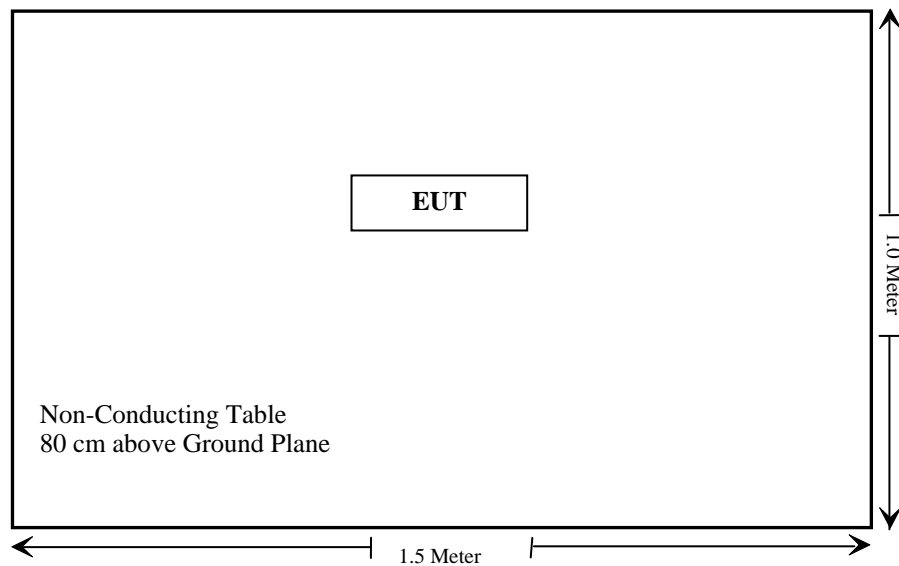 EUT
1.0 Meter
Non-Conducting Table
80 cm above Ground Plane
1.5 Meter